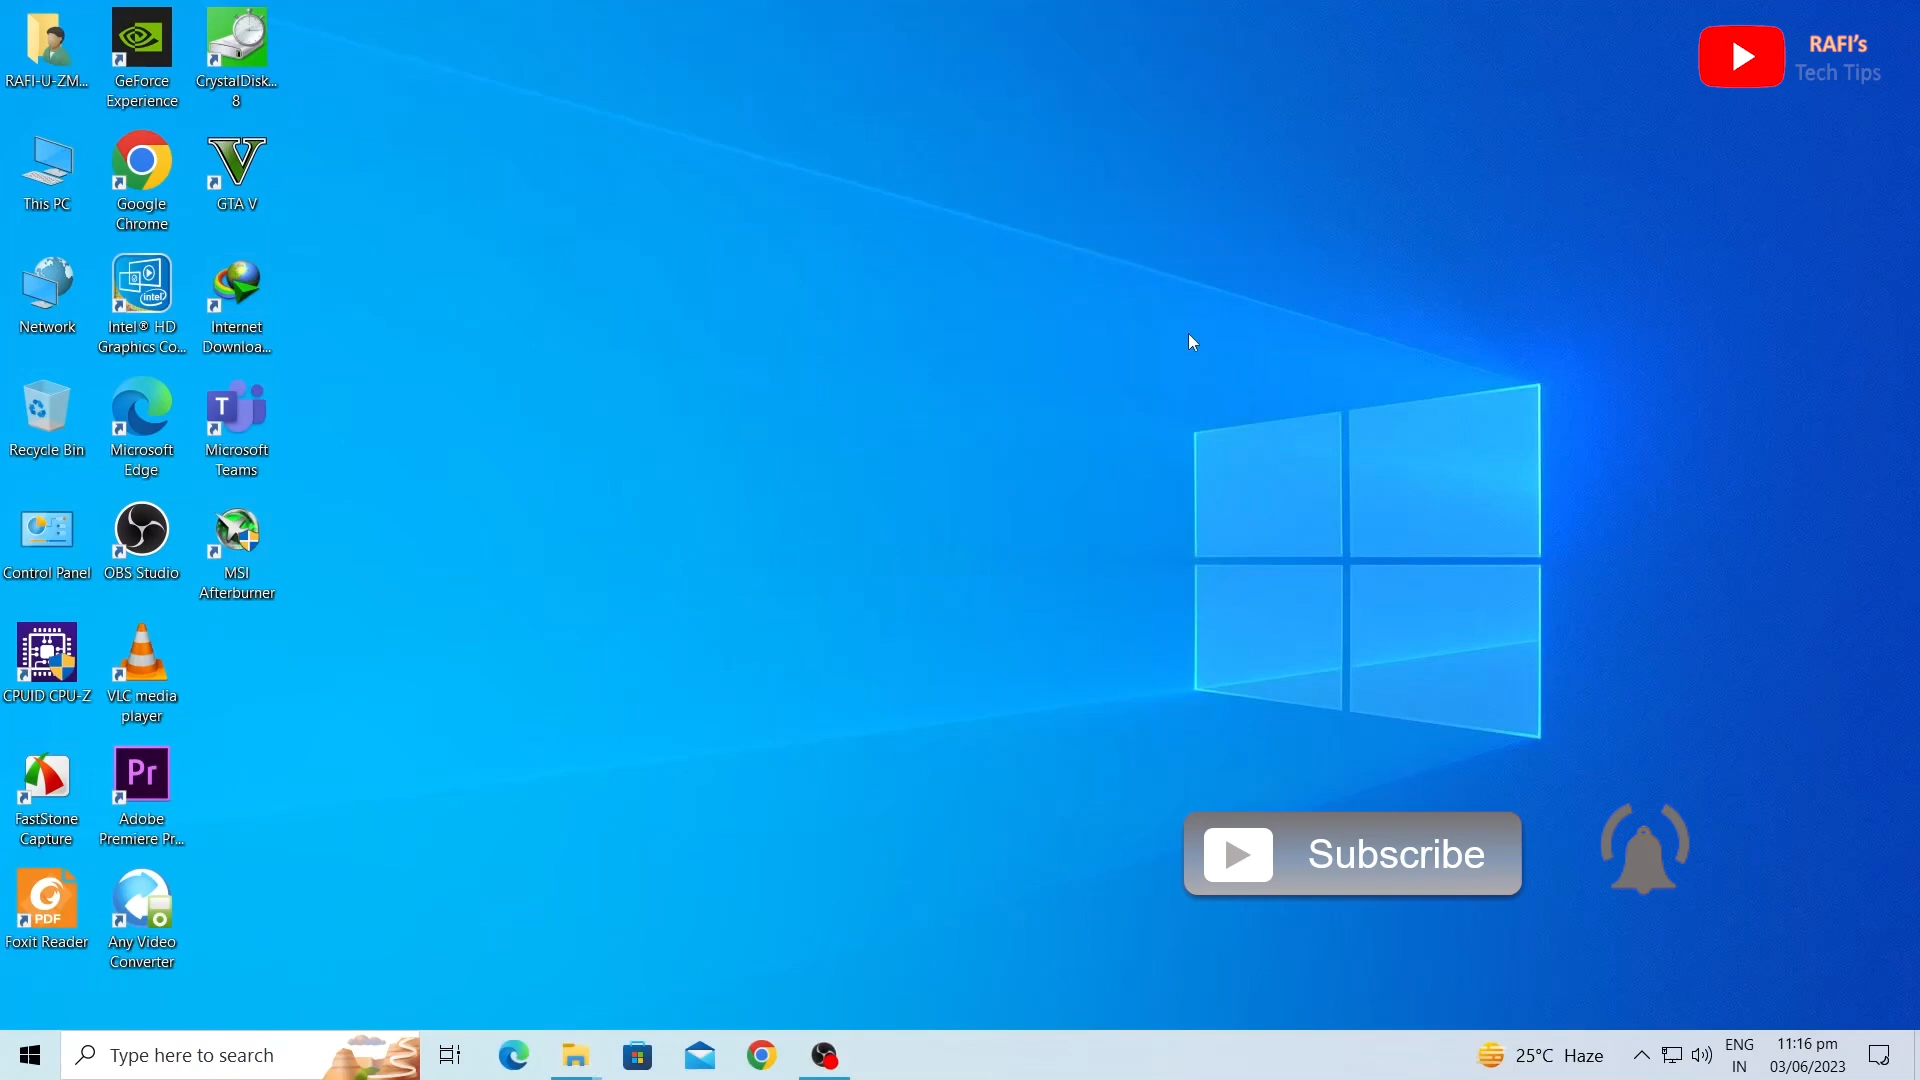 RAFI-U-ZM...
GeForce
Experience
CrystalDisk...
8
This PC
Google
Chrome
GTA V
Network
intel
Intel® HD
Graphics Co...
Internet
Downloa...
Recycle Bin
Microsoft
Edge
T
Microsoft
Teams
Control Panel
OBS Studio
MSI
Afterburner
CPUID CPU-Z
VLC media
player
FastStone
Capture
Pr
Adobe
Premiere Pr...
PDF
Foxit Reader
Any Video
Converter
RAFI's
Tech Tips
Subscribe
Type here to search
25°C Haze
ENG
IN
11:16 pm
03/06/2023